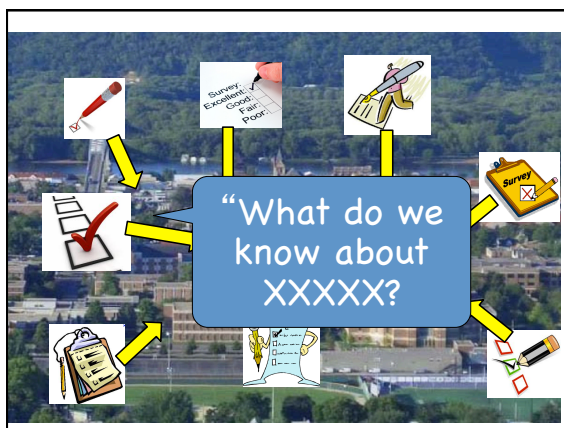 Survey:
Excellent:
Good:
Fair:
Poor:
Survey
“What do we
know about
XXXXX?